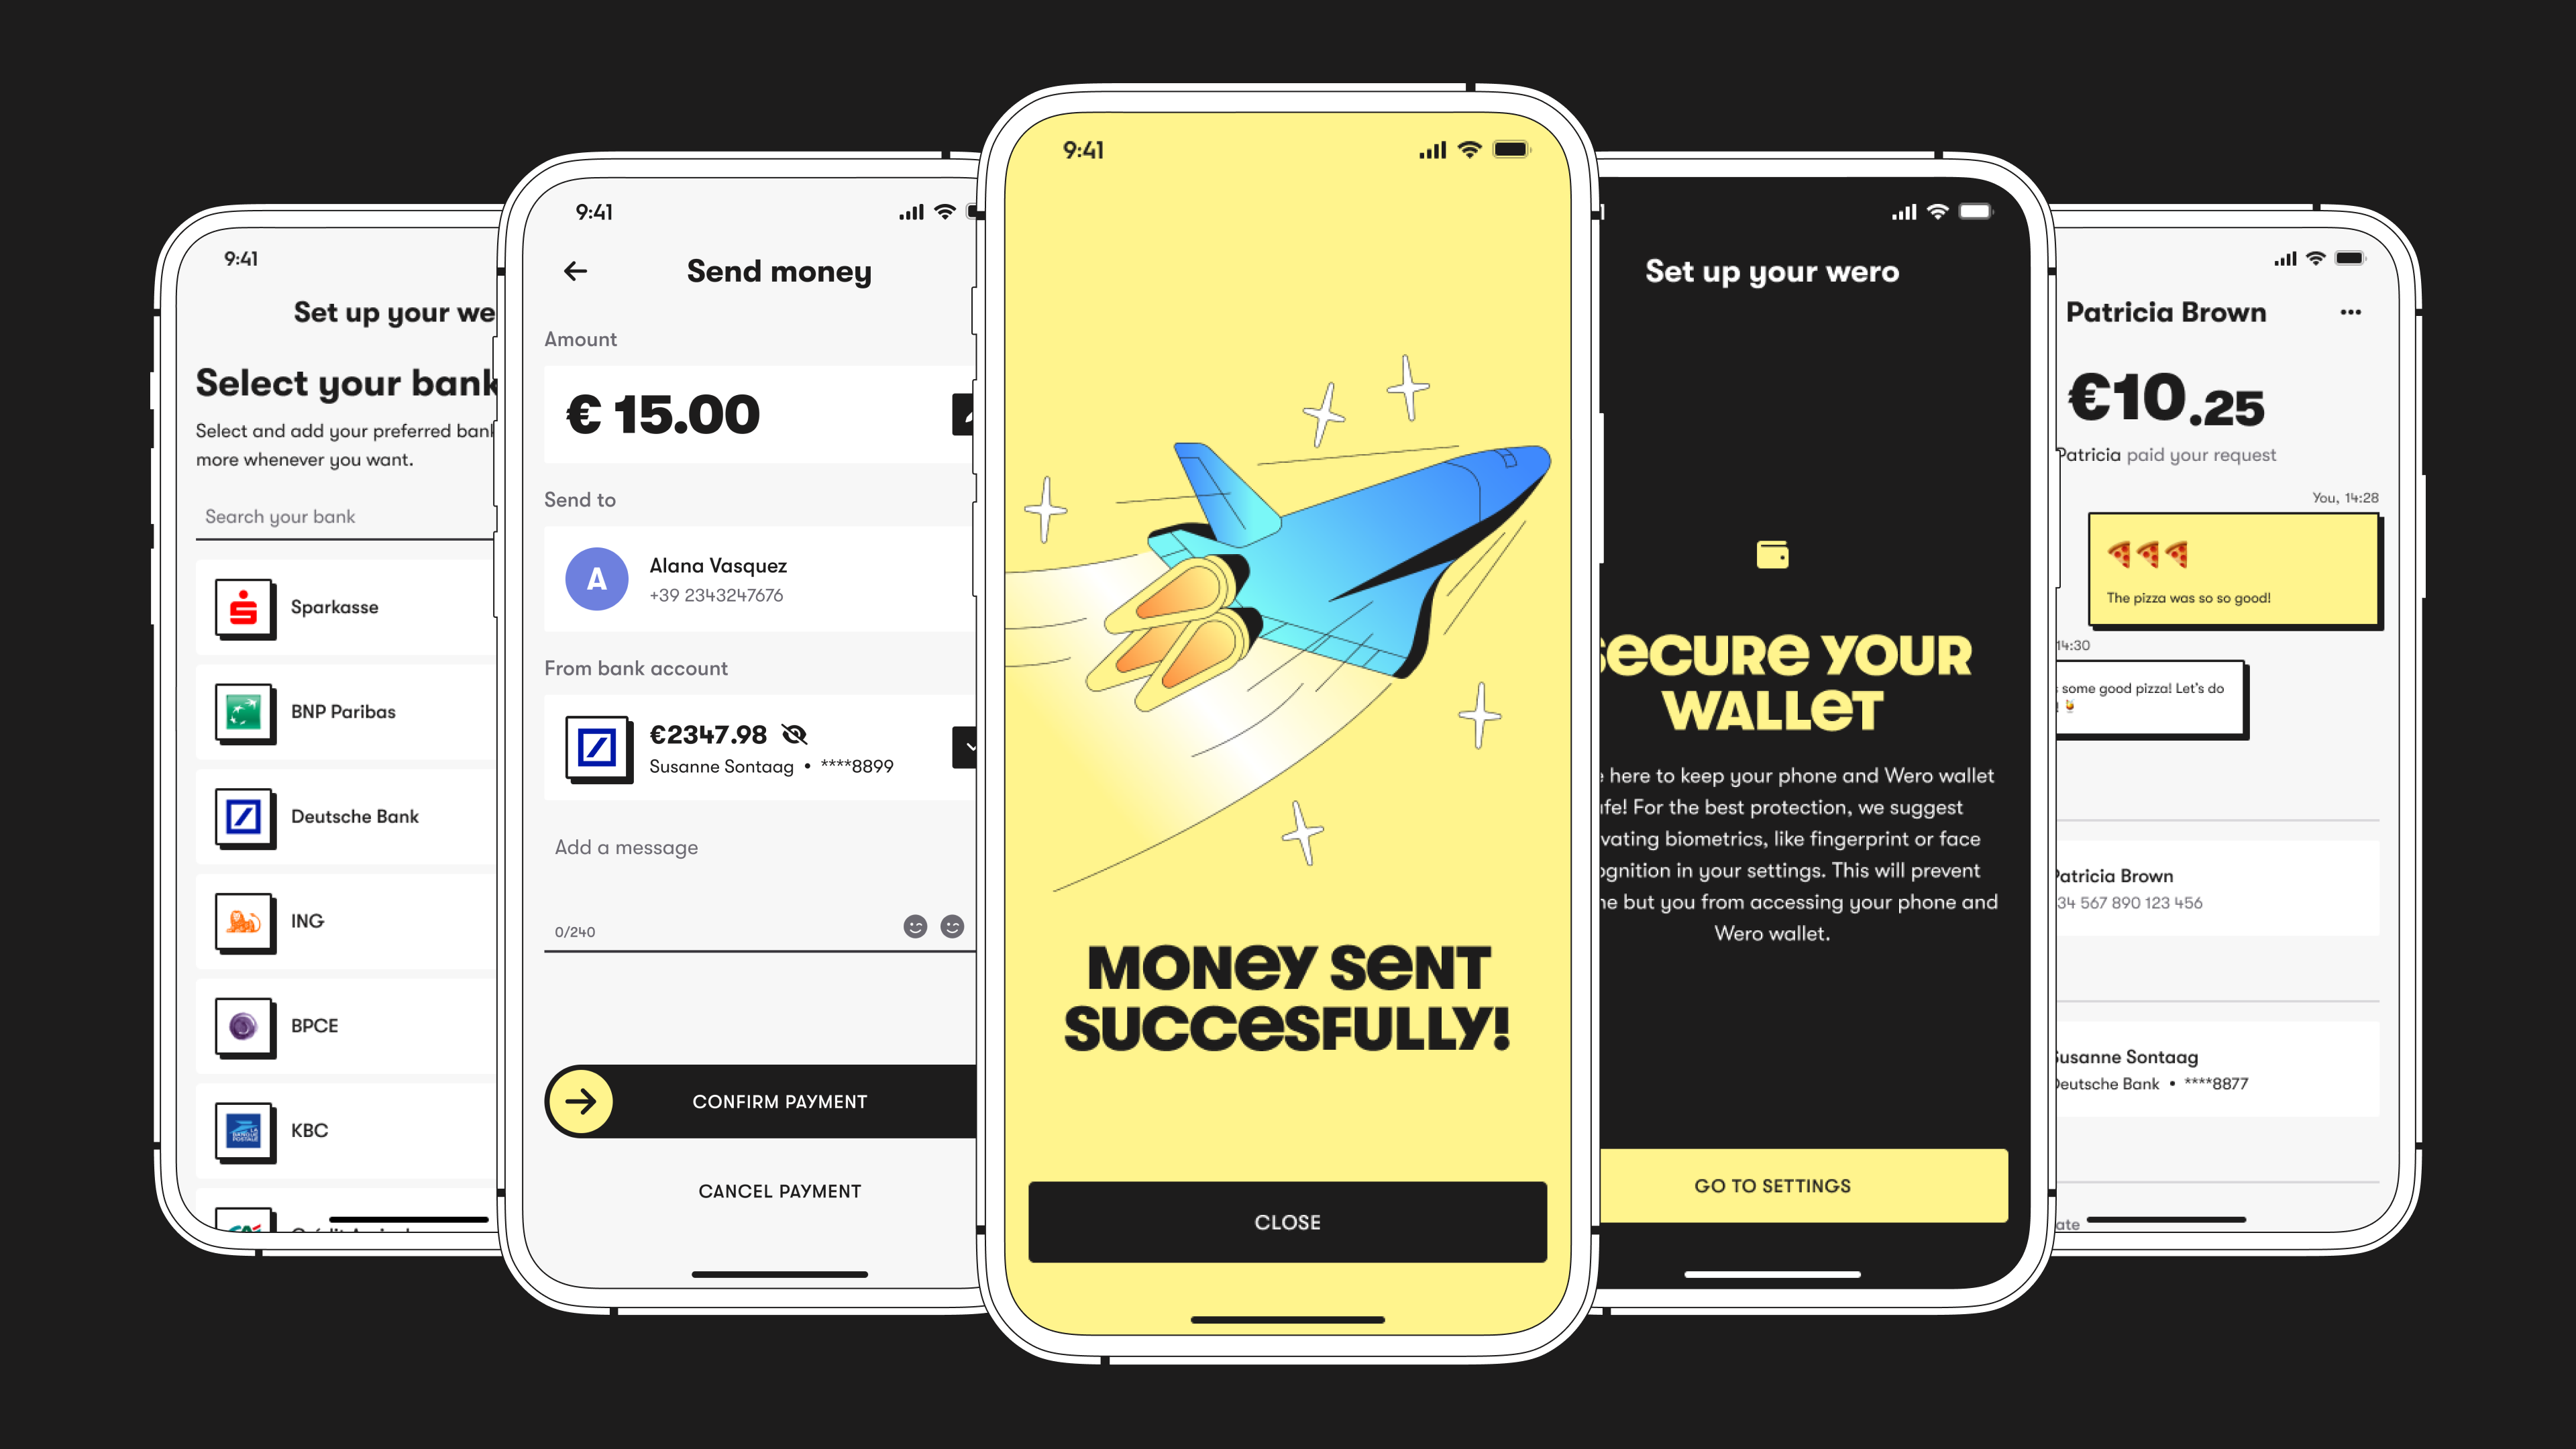 9:41
Set up your we
Select your bank
Select and add your preferred bank
more whenever you want.
Search your bank
Sparkasse
BNP Paribas
Deutsche Bank
ING
BPCE
LA
BANQUE
POSTALE
KBC
9:41
Send money
Amount
€ 15.00
Send to
A
Alana Vasquez
+39 2343247676
From bank account
€2347.98
Susanne Sontaag • ****8899
Add a message
0/240
CONFIRM PAYMENT
CANCEL PAYMENT
9:41
MONeY SeNT
SUCCeSFULLY!
CLOSE
Set up your wero
SeCURe YOUR
WALLeT
here to keep your phone and Wero wallet
fe! For the best protection, we suggest
vating biometrics, like fingerprint or face
ognition in your settings. This will prevent
ne but you from accessing your phone and
Wero wallet.
GO TO SETTINGS
Patricia Brown
€10.25
Patricia paid your request
You, 14:28
🍕🍕🍕
The pizza was so so good!
14:30
some good pizza! Let's do
Patricia Brown
34 567 890 123 456
Susanne Sontaag
Deutsche Bank • ****8877
ate